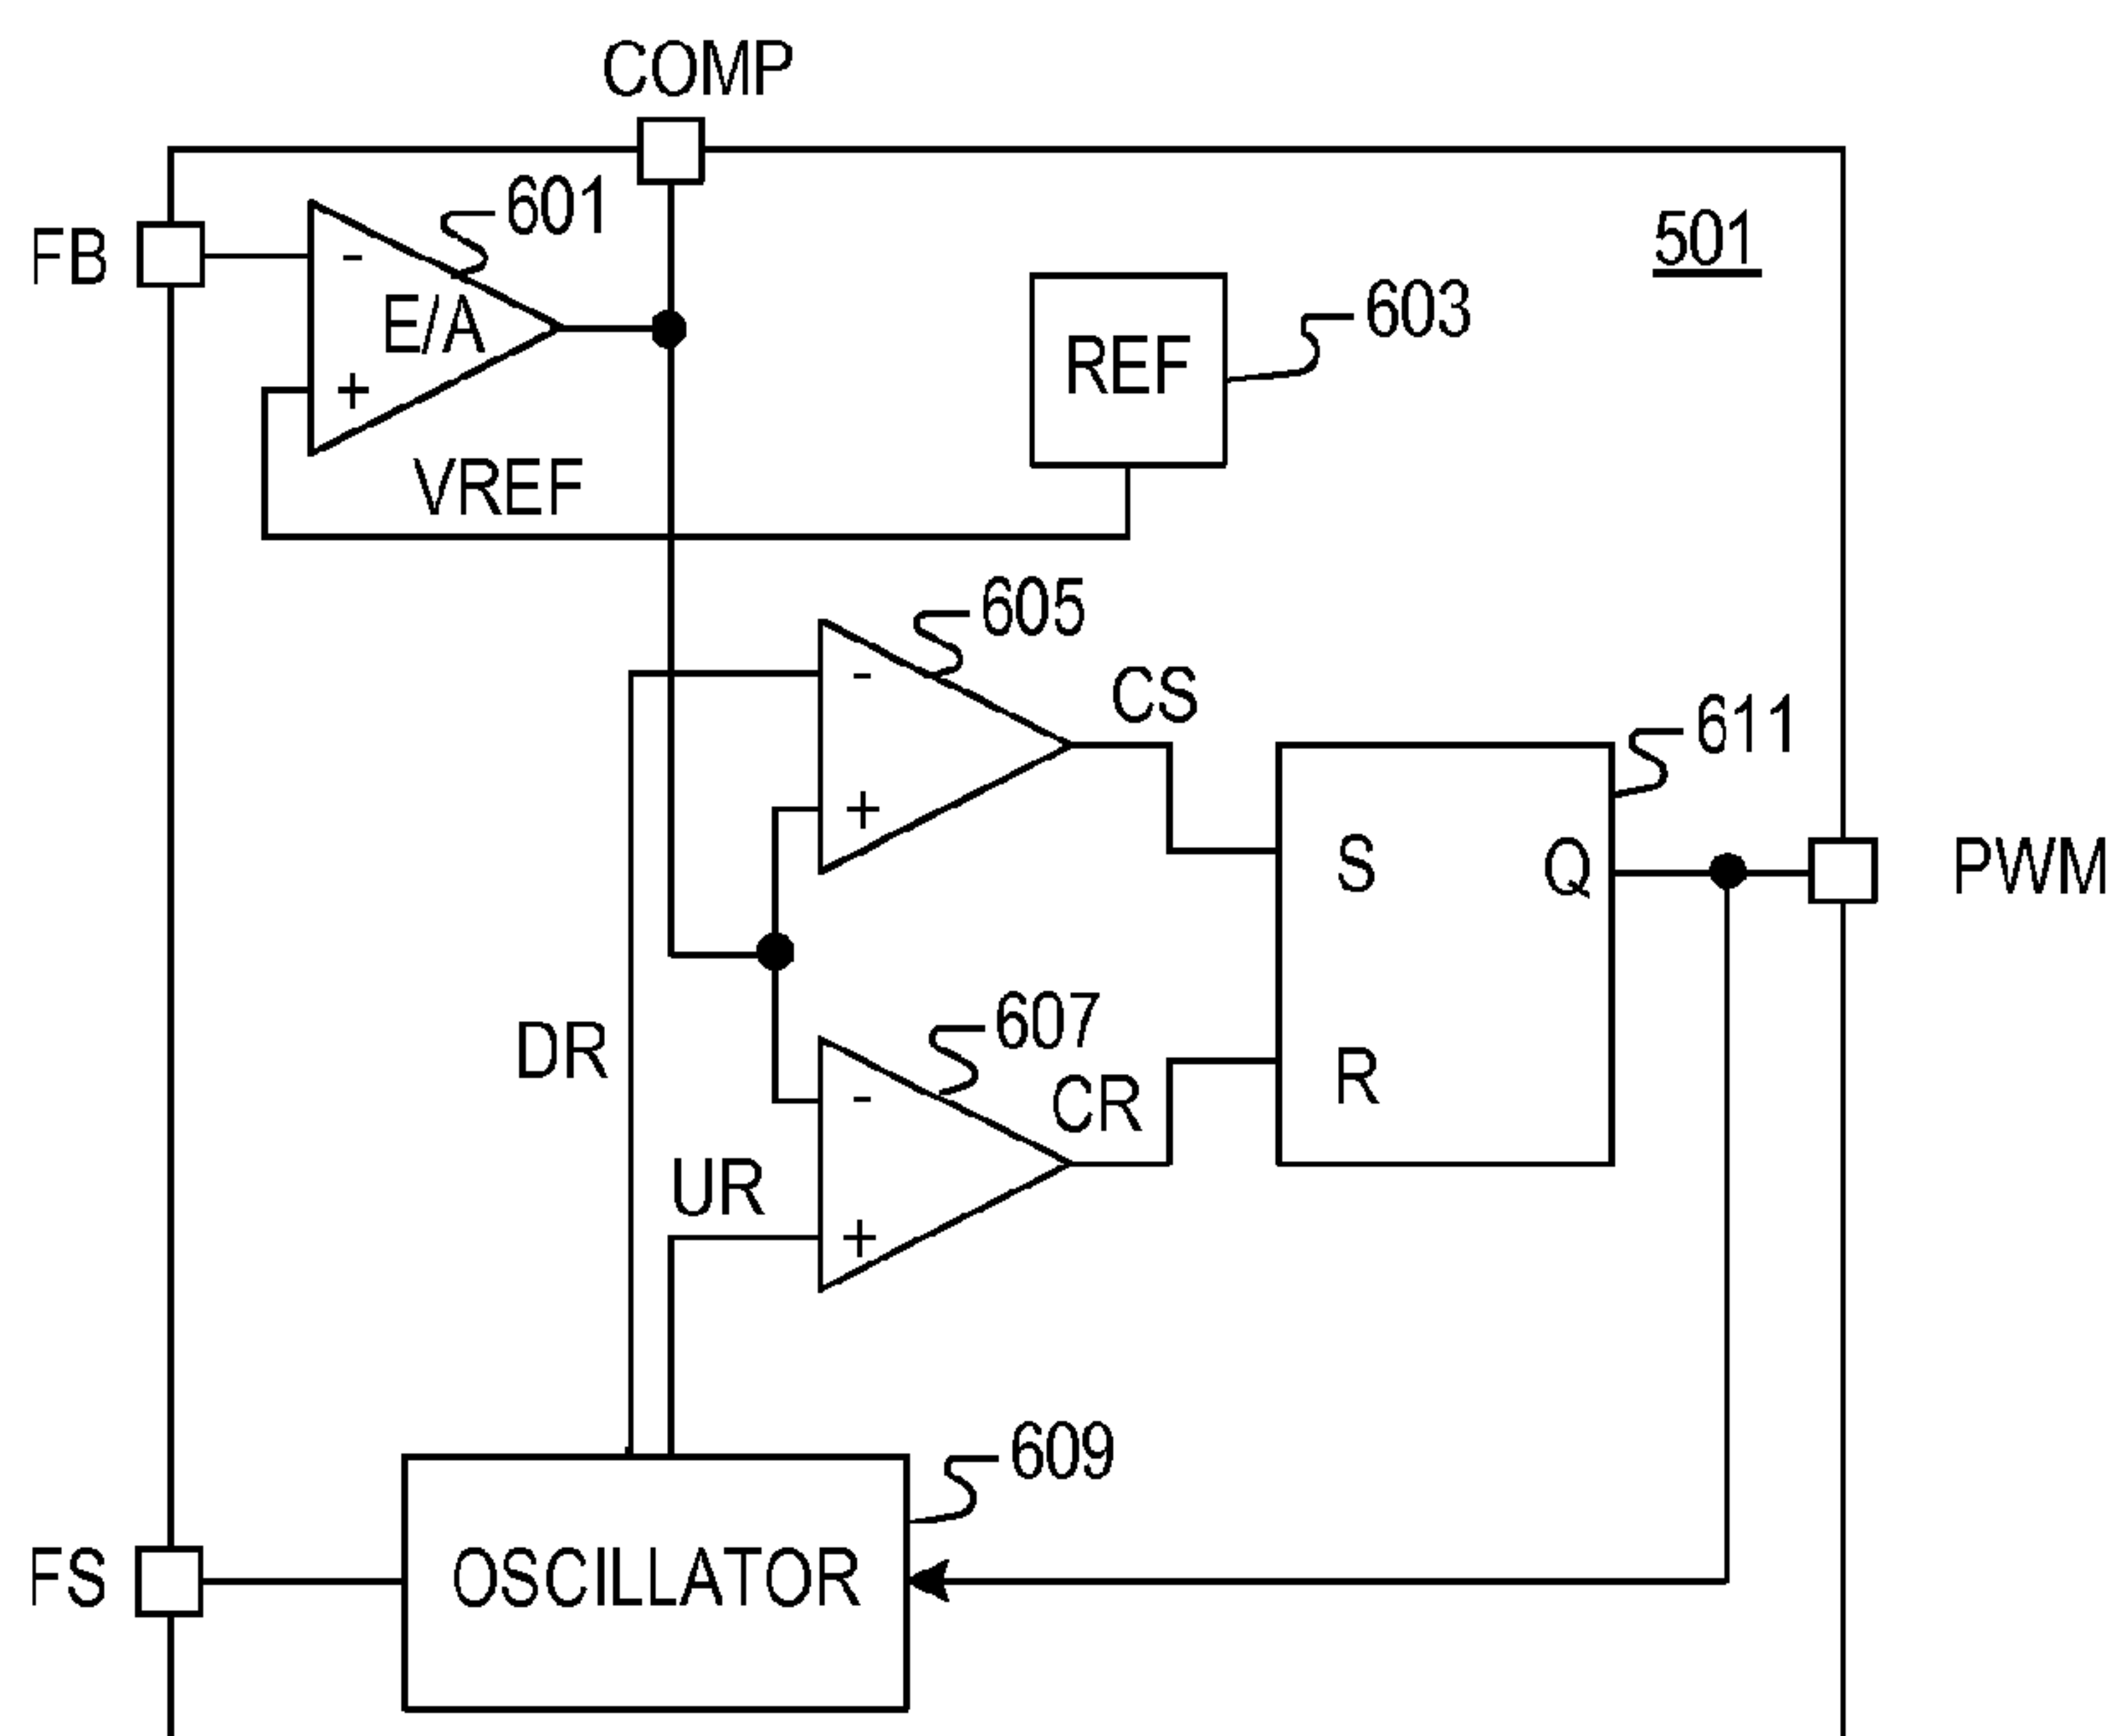 COMP
601
FB
-
E/A
+
501
603
REF
VREF
605
-
CS
+
611
S
Q
PWM
DR
607
-
CR
R
UR
+
609
FS
OSCILLATOR